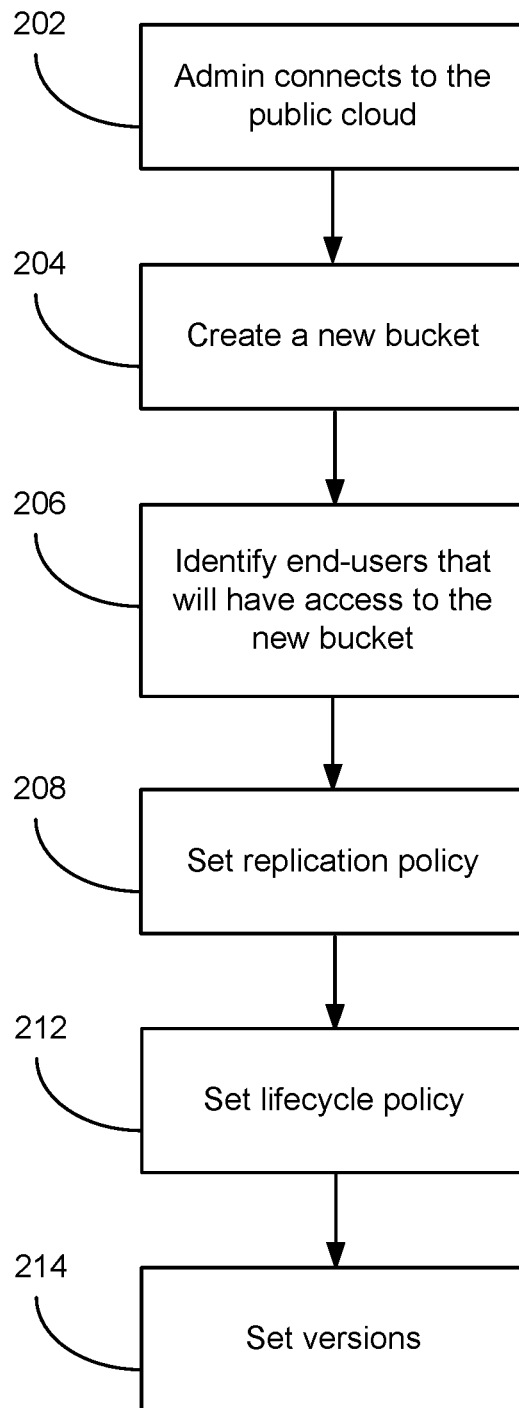 202
Admin connects to the
public cloud
204
Create a new bucket
206
Identify end-users that
will have access to the
new bucket
208
Set replication policy
212
Set lifecycle policy
214
Set versions